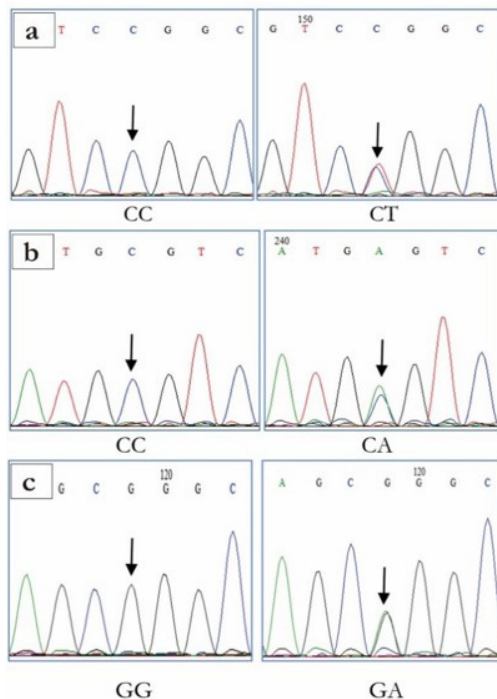 a
T C C G G C
150
G T C C G G C
CC
CT
b
T G C G T C
240
A T G A G T C
CC
CA
c
120
G C G G G C
120
A G C G G G C
GG
GA